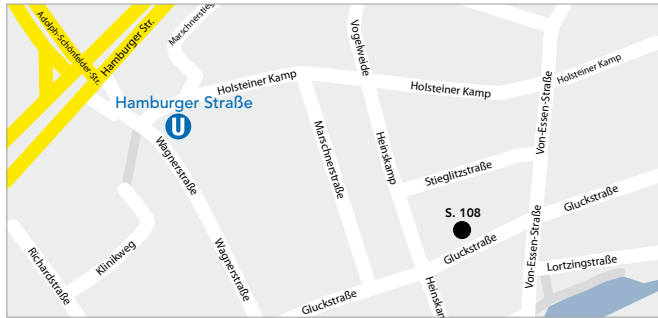 Adolph-Schönfelder-Str.
Hamburger Str.
Marschnerstieg
Vogelweide
Holsteiner Kamp
Holsteiner Kamp
Holsteiner Kamp
Hamburger Straße
U
Von-Essen-Straße
Wagnerstraße
Marschnerstraße
Heinskamp
Stieglitzstraße
S. 108
Gluckstraße
Gluckstraße
Von-Essen-Straße
Richardstraße
Klinikweg
Wagnerstraße
Lortzingstraße
Gluckstraße
Heinskamp